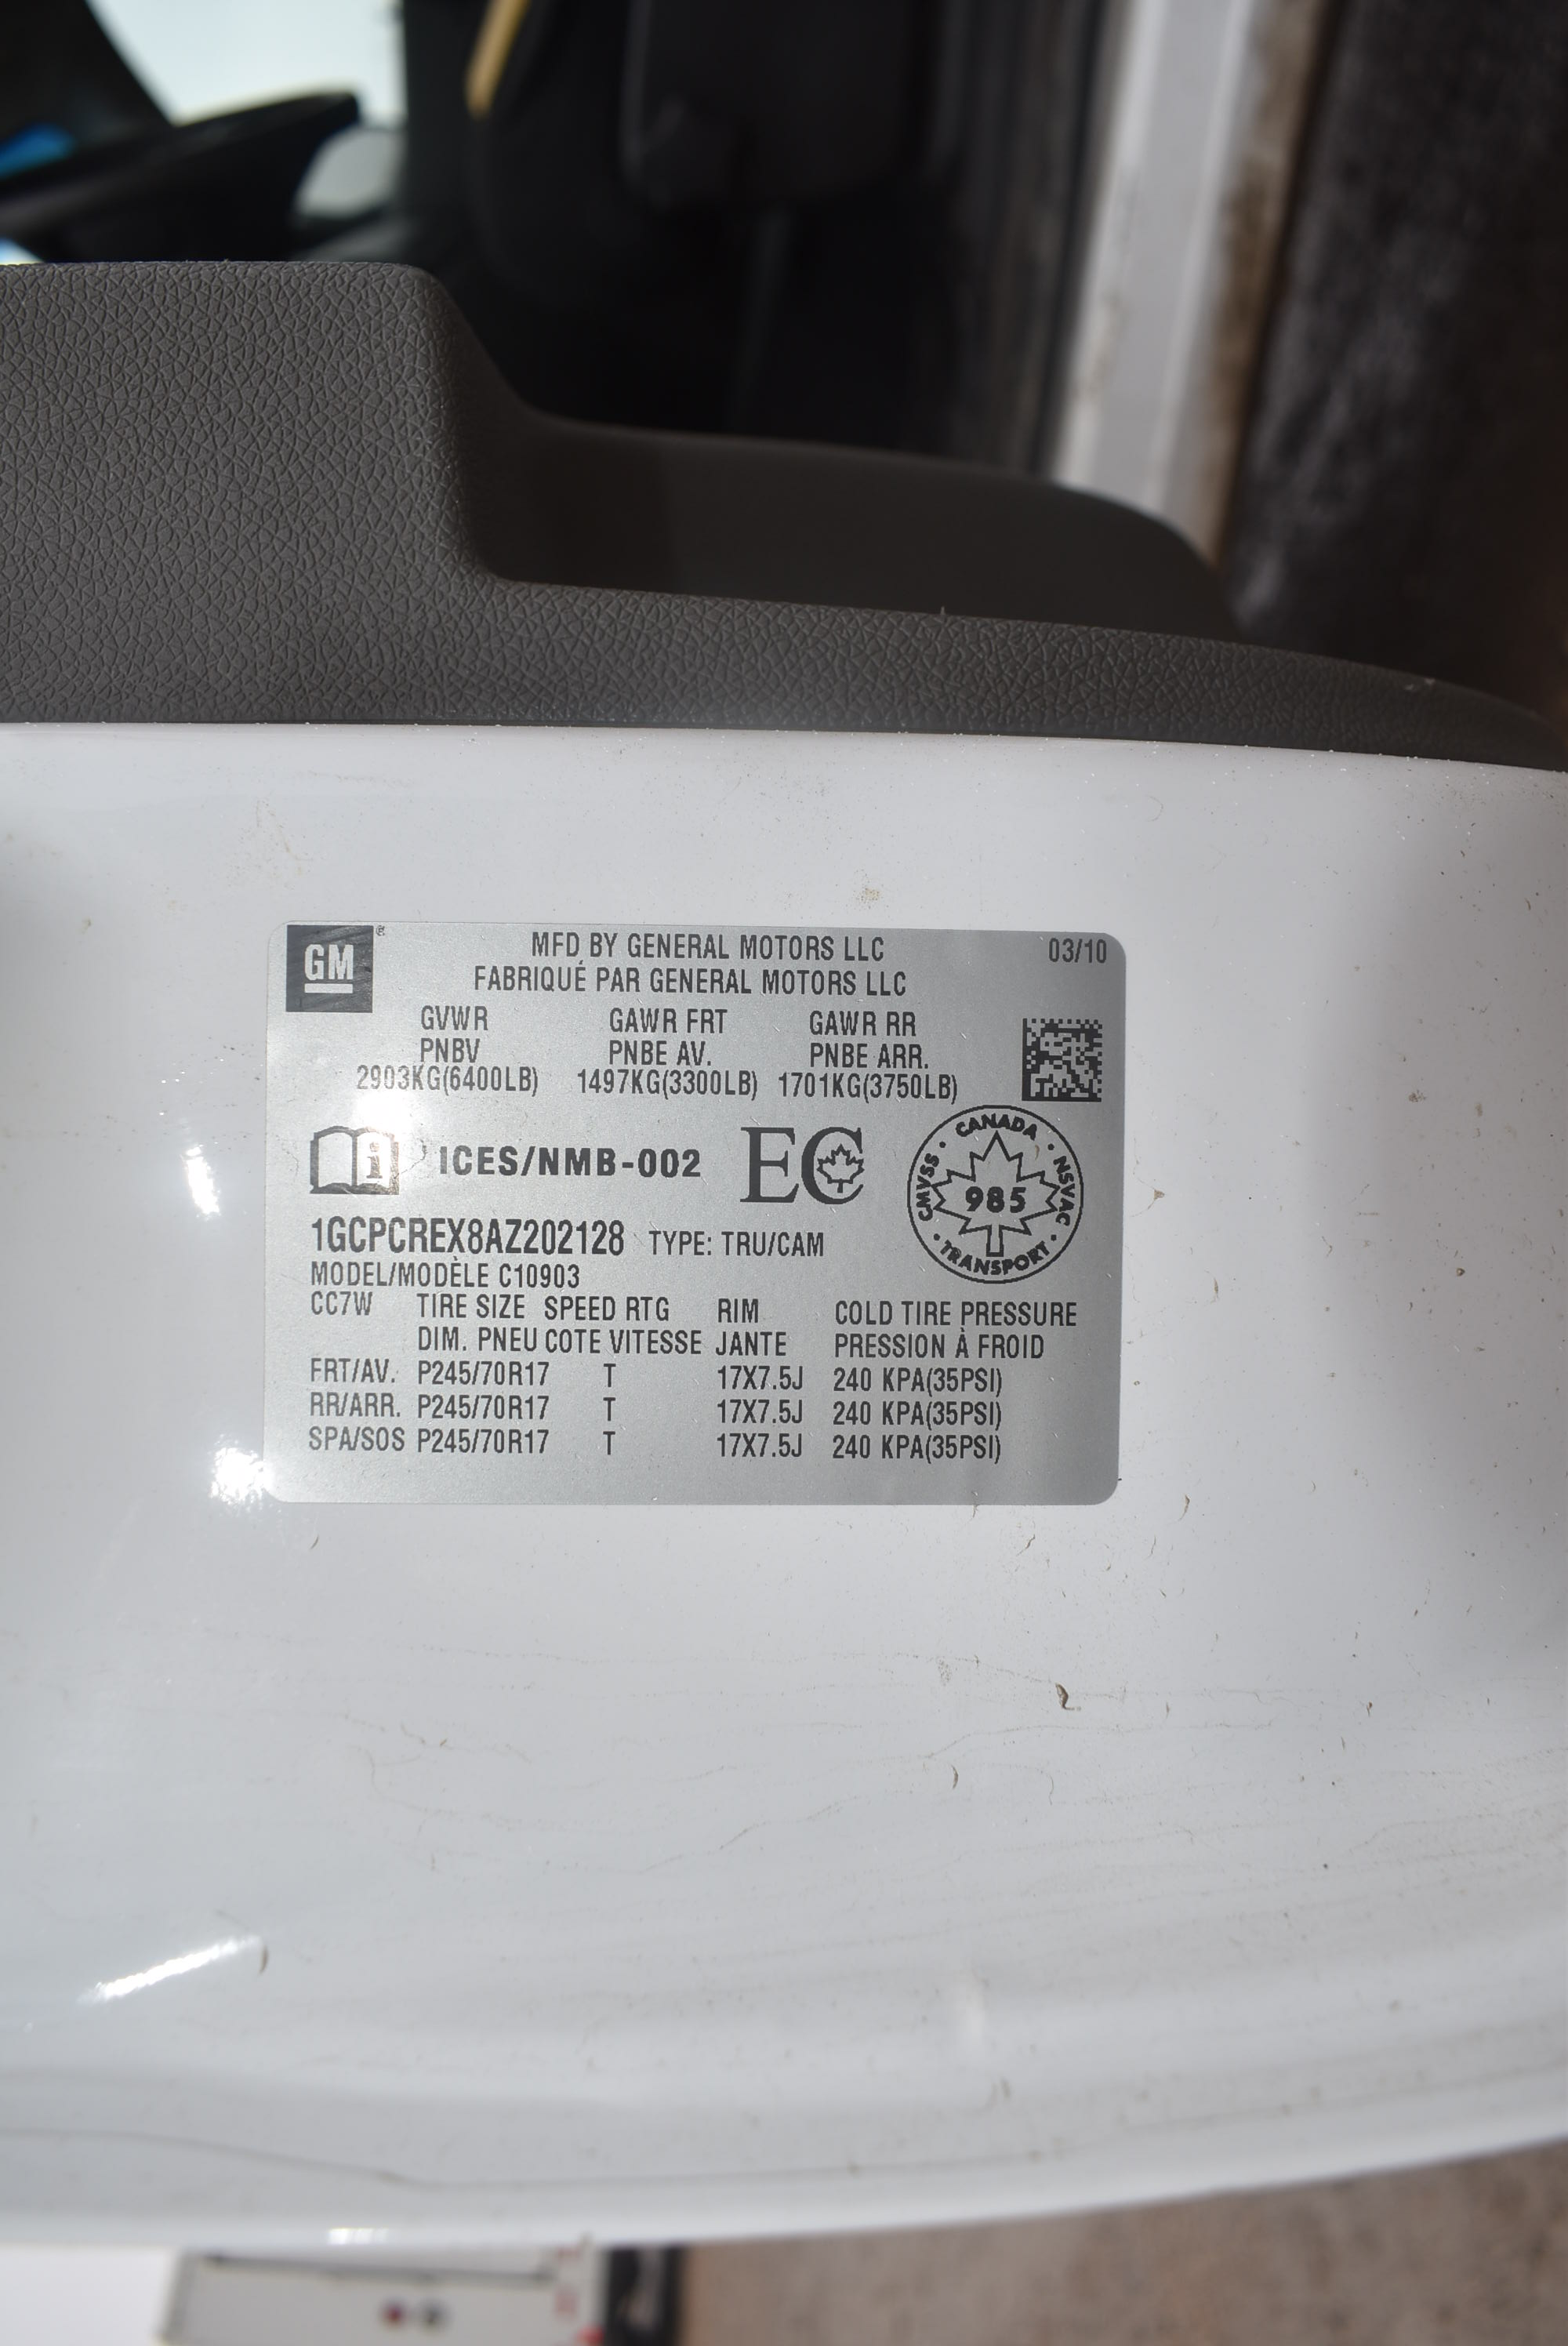 GM
MFD BY GENERAL MOTORS LLC 03/10
FABRIQUÉ PAR GENERAL MOTORS LLC
GVWR GAWR FRT GAWR RR
PNBV PNBE AV. PNBE ARR.
2903KG(6400LB) 1497KG(3300LB) 1701KG(3750LB)
i ICES/NMB-002 EC
CANADA
CMVSS 985 NSVAC
TRANSPORT
1GCPCREX8AZ202128 TYPE: TRU/CAM
MODEL/MODÈLE C10903
CC7W TIRE SIZE SPEED RTG RIM COLD TIRE PRESSURE
DIM. PNEU COTE VITESSE JANTE PRESSION À FROID
FRT/AV. P245/70R17 T 17X7.5J 240 KPA(35PSI)
RR/ARR. P245/70R17 T 17X7.5J 240 KPA(35PSI)
SPA/SOS P245/70R17 T 17X7.5J 240 KPA(35PSI)